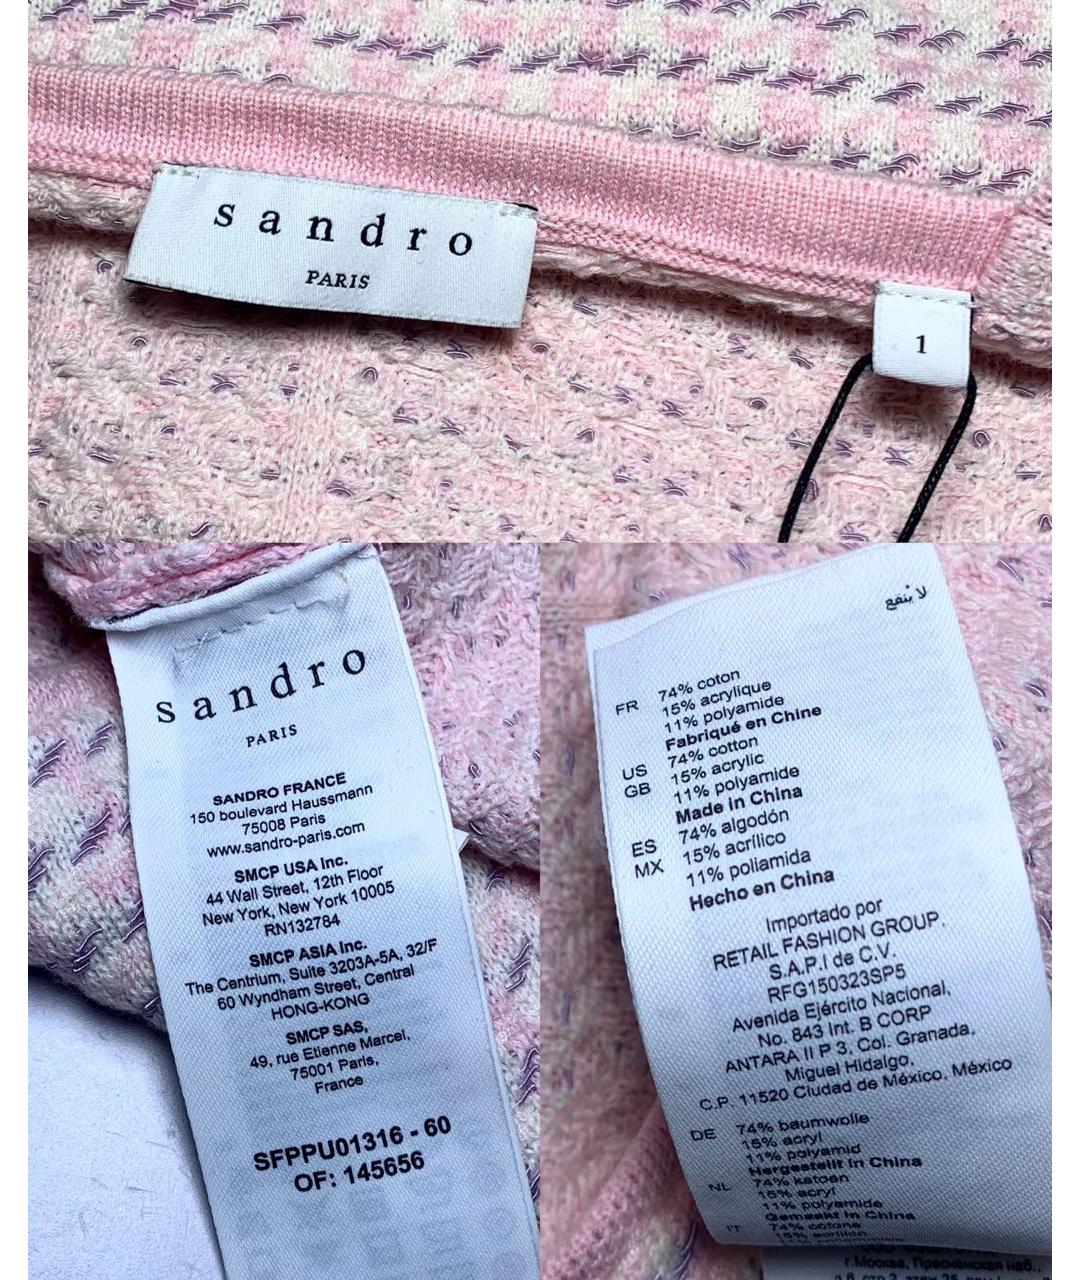 sandro
PARIS
1
sandro
PARIS
SANDRO FRANCE
150 boulevard Haussmann
75008 Paris
www.sandro-paris.com
SMCP USA Inc.
44 Wall Street, 12th Floor
New York, New York 10005
RN132784
SMCP ASIA Inc.
The Centrium, Suite 3203A-5A, 32/F
60 Wyndham Street, Central
HONG-KONG
SMCP SAS,
49, rue Etienne Marcel,
75001 Paris,
France
SFPPU01316 - 60
OF: 145656
لا ينفع
FR 74% coton
15% acrylique
11% polyamide
Fabriqué en Chine
US 74% cotton
GB 15% acrylic
11% polyamide
Made in China
ES 74% algodón
MX 15% acrílico
11% poliamida
Hecho en China
Importado por
RETAIL FASHION GROUP,
S.A.P.I de C.V.
RFG150323SP5
Avenida Ejército Nacional,
No. 843 Int. B CORP
ANTARA II P 3, Col. Granada,
Miguel Hidalgo,
C.P. 11520 Ciudad de México, México
DE 74% baumwolle
15% acryl
11% polyamid
Hergestellt in China
NL 74% katoen
15% acryl
11% polyamide
Gemaakt in China
IT 74% cotone
15% acrilico
г.Москва, Пресненская наб.,